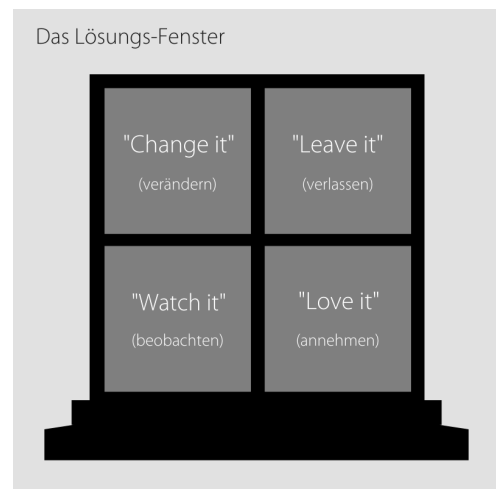 Das Lösungs-Fenster
"Change it"
(verändern)
"Leave it"
(verlassen)
"Watch it"
(beobachten)
"Love it"
(annehmen)